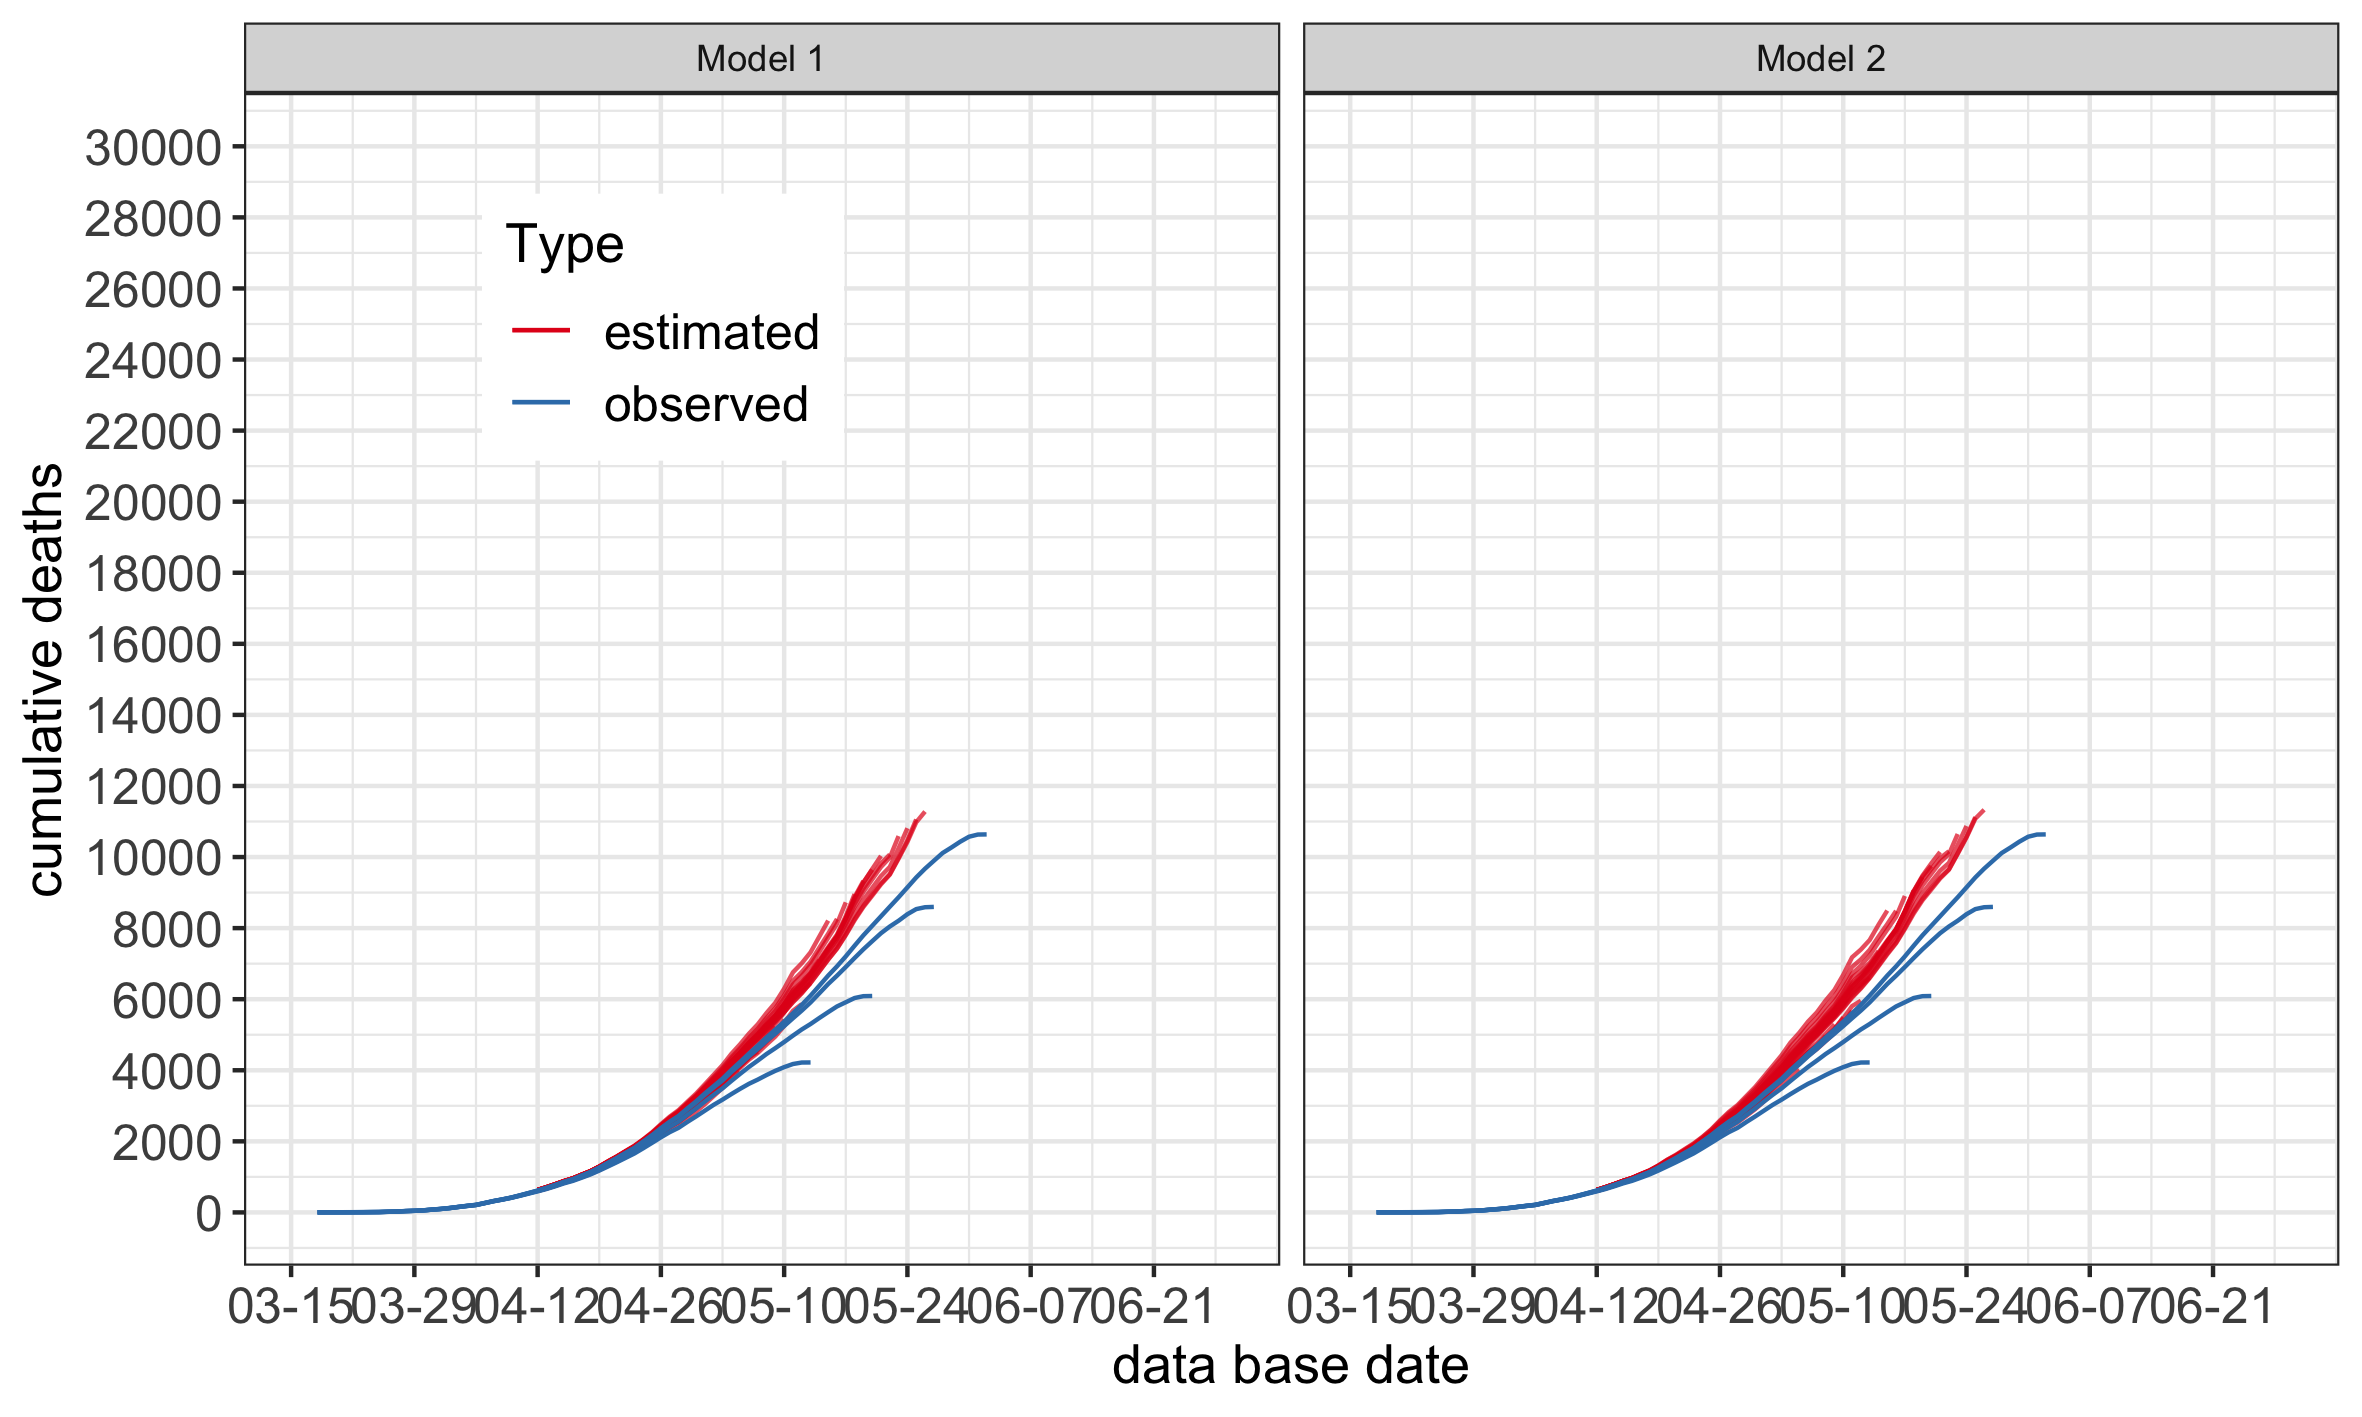 Model 1
Model 2
cumulative deaths
30000
28000
26000
24000
22000
20000
18000
16000
14000
12000
10000
8000
6000
4000
2000
0
Type
estimated
observed
03-15 03-29 04-12 04-26 05-10 05-24 06-07 06-21
03-15 03-29 04-12 04-26 05-10 05-24 06-07 06-21
data base date